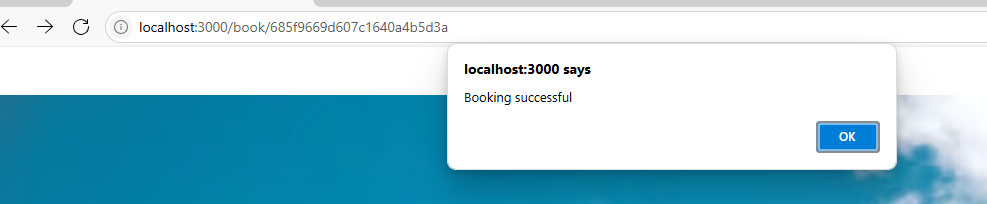 localhost:3000/book/685f9669d607c1640a4b5d3a
localhost:3000 says
Booking successful
OK